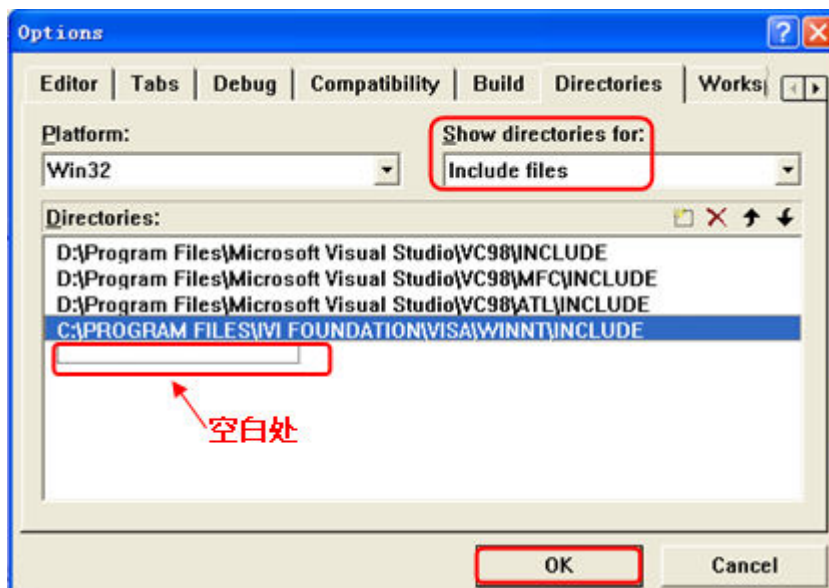 Options
Editor Tabs Debug Compatibility Build Directories Works
Platform: Show directories for:
Win32 Include files
Directories:
D:\Program Files\Microsoft Visual Studio\VC98\INCLUDE
D:\Program Files\Microsoft Visual Studio\VC98\MFC\INCLUDE
D:\Program Files\Microsoft Visual Studio\VC98\ATL\INCLUDE
C:\PROGRAM FILES\IVI FOUNDATION\VISA\WINNT\INCLUDE
空白处
OK Cancel